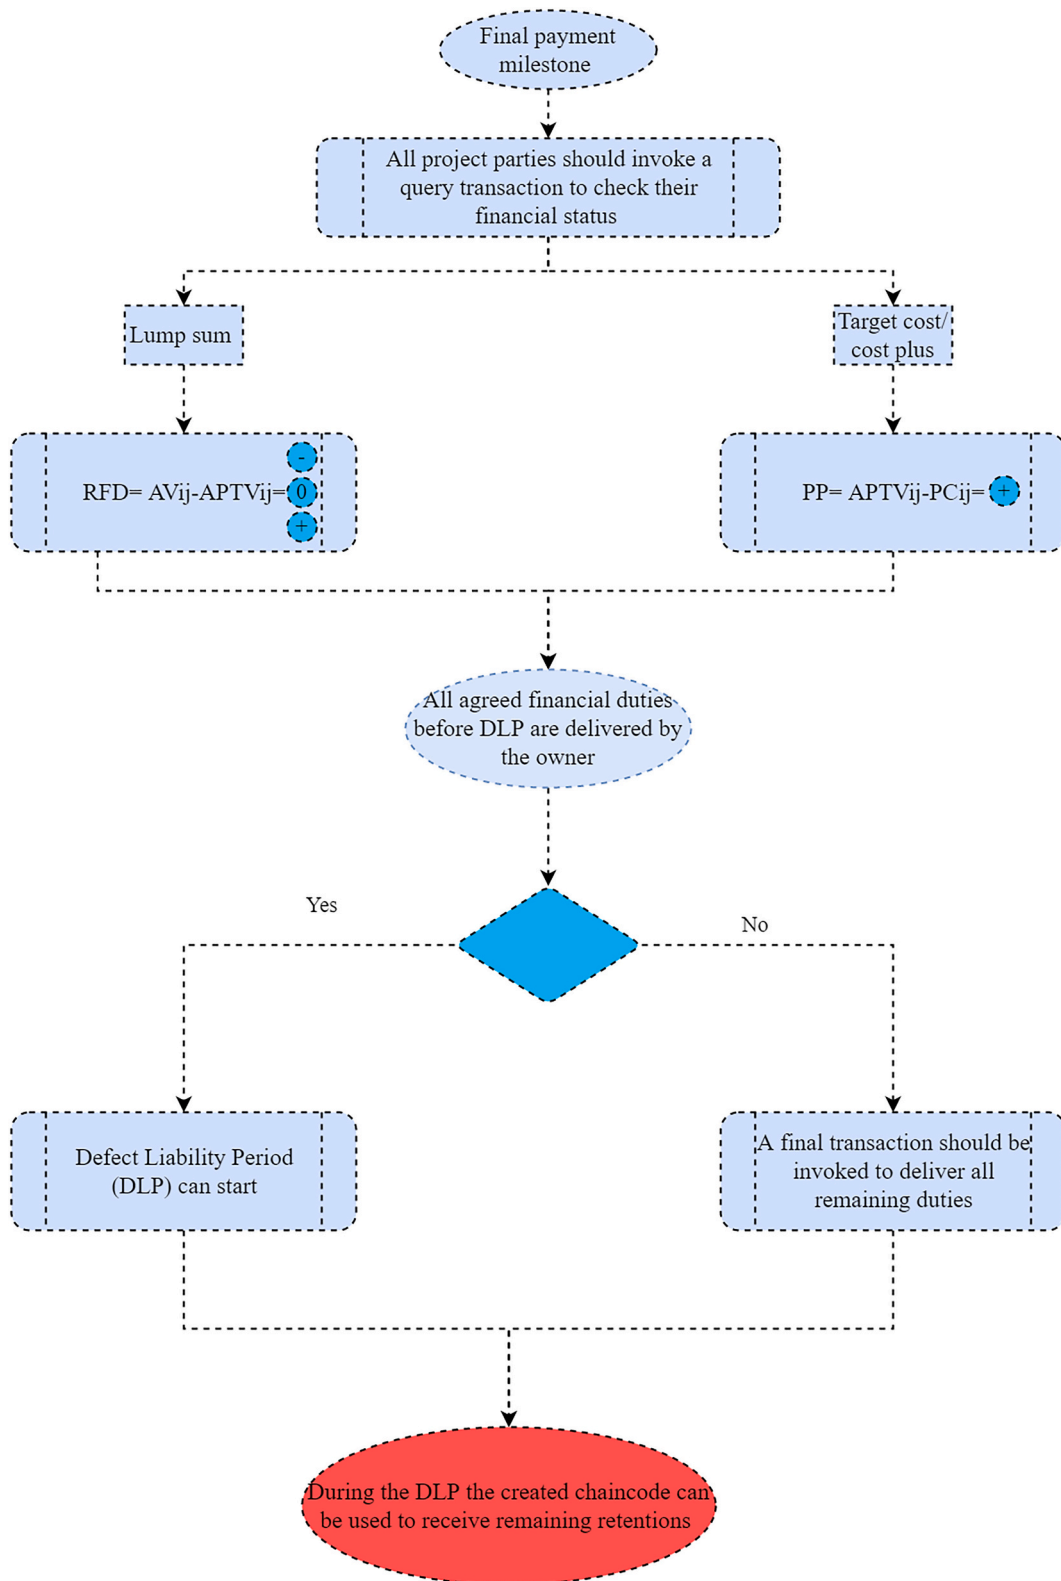 Final payment
milestone
All project parties should invoke a
query transaction to check their
financial status
Lump sum
Target cost/
cost plus
-
RFD= AVij-APTVij= 0
+
PP= APTVij-PCij= +
All agreed financial duties
before DLP are delivered by
the owner
Yes
No
Defect Liability Period
(DLP) can start
A final transaction should be
invoked to deliver all
remaining duties
During the DLP the created chaincode can
be used to receive remaining retentions